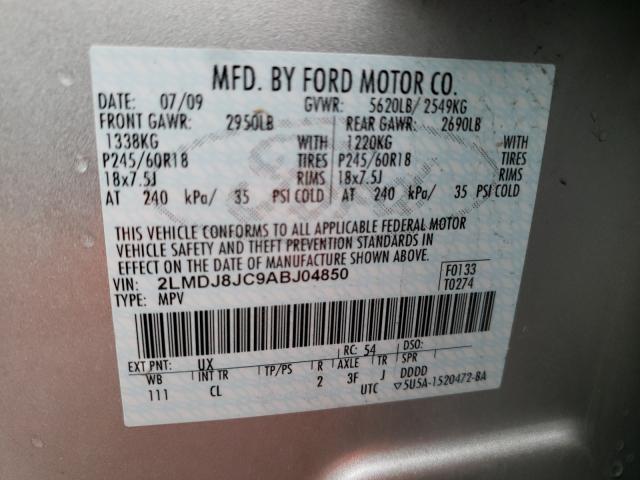 MFD. BY FORD MOTOR CO.
DATE: 07/09 GVWR: 5620LB/ 2549KG
FRONT GAWR: 2950LB REAR GAWR: 2690LB
1338KG WITH 1220KG WITH
P245/60R18 TIRES P245/60R18 TIRES
18x7.5J RIMS 18x7.5J RIMS
AT 240 kPa/ 35 PSI COLD AT 240 kPa/ 35 PSI COLD
THIS VEHICLE CONFORMS TO ALL APPLICABLE FEDERAL MOTOR
VEHICLE SAFETY AND THEFT PREVENTION STANDARDS IN
EFFECT ON THE DATE OF MANUFACTURE SHOWN ABOVE.
VIN: 2LMDJ8JC9ABJ04850 F0133
TYPE: MPV T0274
EXT PNT: UX RC: 54 DSO:
WB INT TR TP/PS R AXLE TR SPR
111 CL 2 3F J DDDD
UTC ▽5U5A-1520472-BA